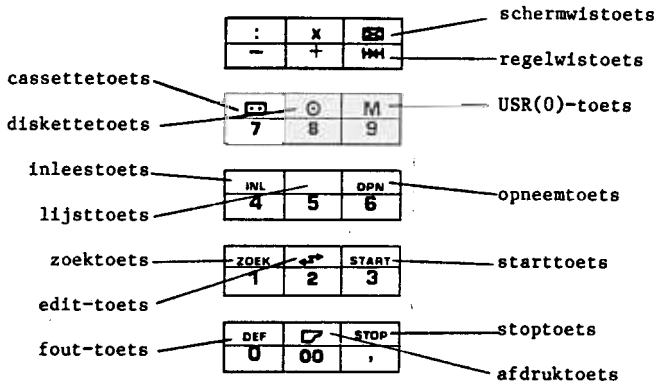 schermwistoets
: x
- +
regelwistoets
cassettetoets
USR(0)-toets
M
diskettetoets
7 8 9
inleestoets
INL OPN
opneemtoets
4 5 6
lijsttoets
zoektoets
ZOEK START
starttoets
1 2 3
edit-toets
DEF STOP
stoptoets
fout-toets
0 00 ,
afdruktoets